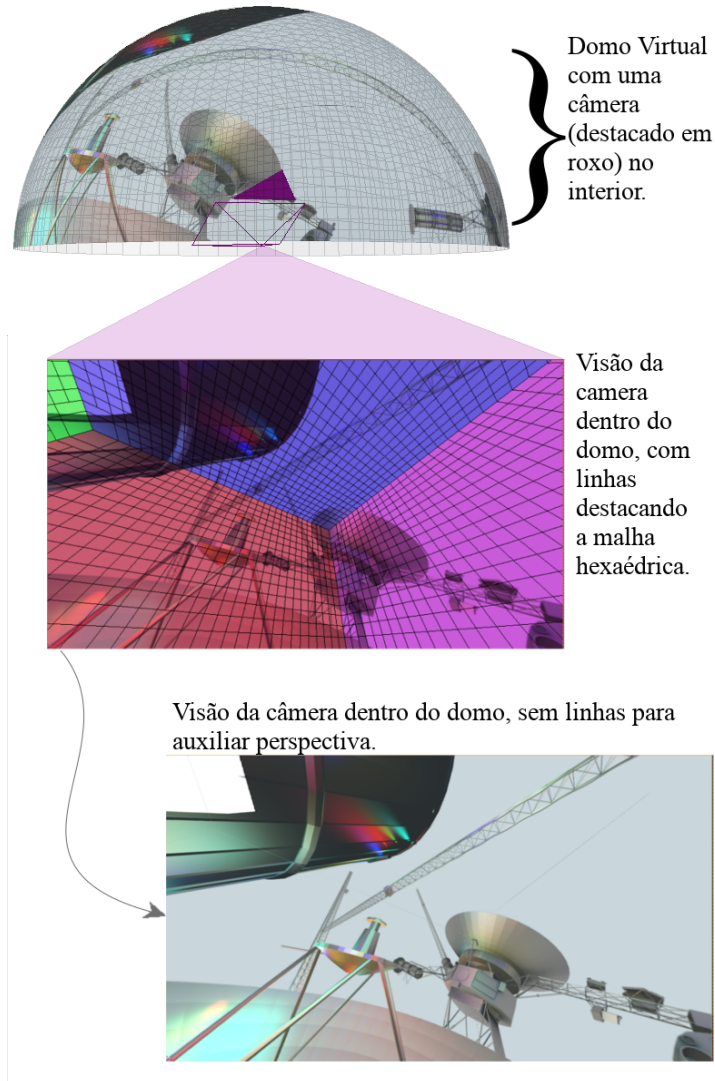 Domo Virtual
com uma
câmera
(destacado em
roxo) no
interior.
Visão da
camera
dentro do
domo, com
linhas
destacando
a malha
hexaédrica.
Visão da câmera dentro do domo, sem linhas para
auxiliar perspectiva.